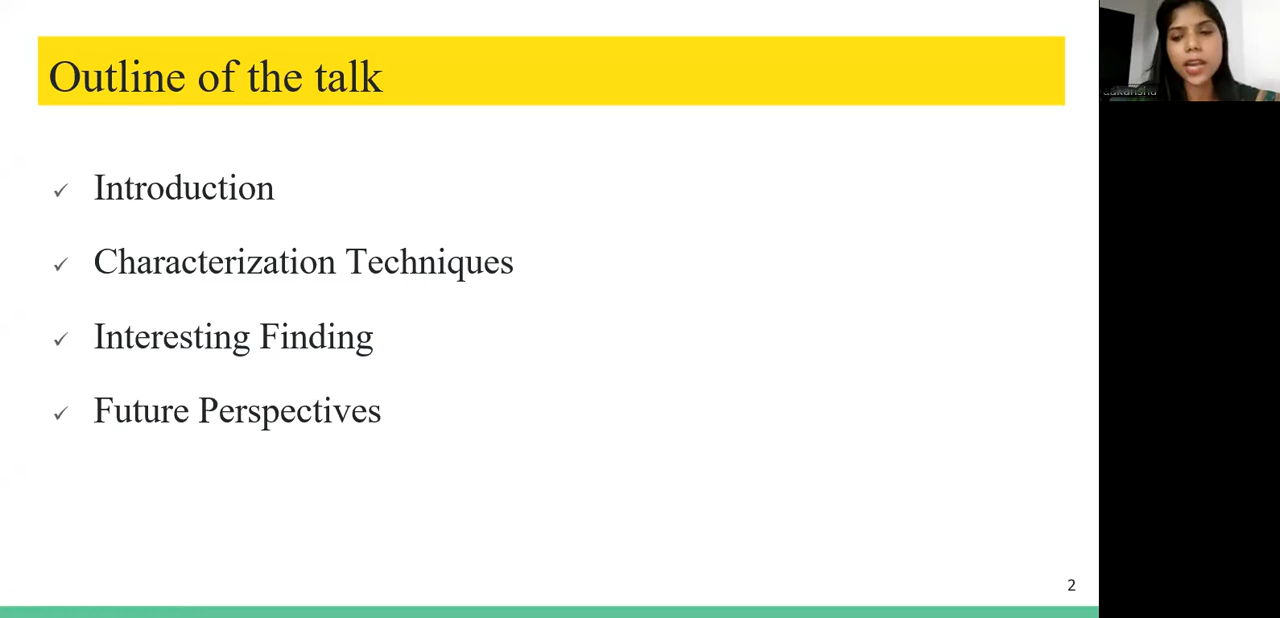 Outline of the talk
✓ Introduction
✓ Characterization Techniques
✓ Interesting Finding
✓ Future Perspectives
2